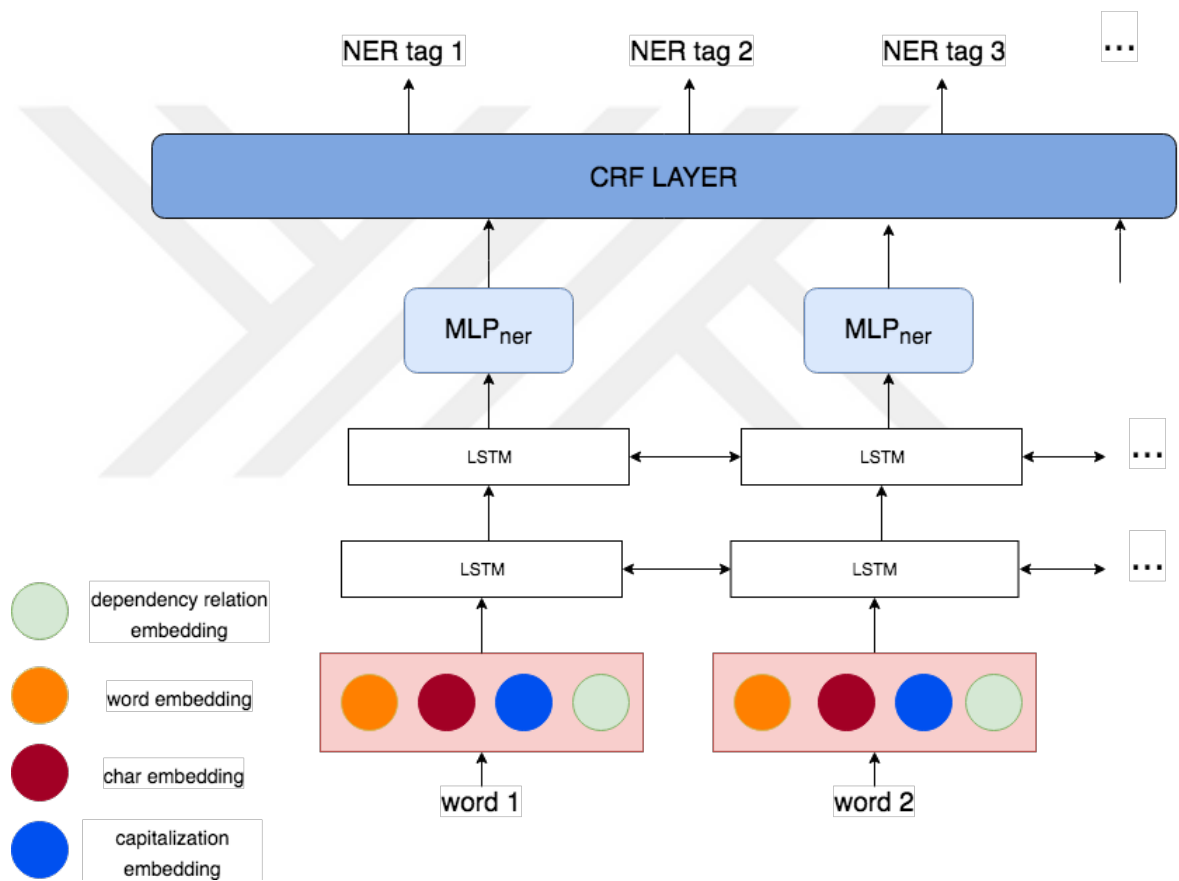 NER tag 1
NER tag 2
NER tag 3
...
CRF LAYER
MLPner
MLPner
LSTM
LSTM
...
LSTM
LSTM
...
dependency relation
embedding
word embedding
char embedding
capitalization
embedding
word 1
word 2